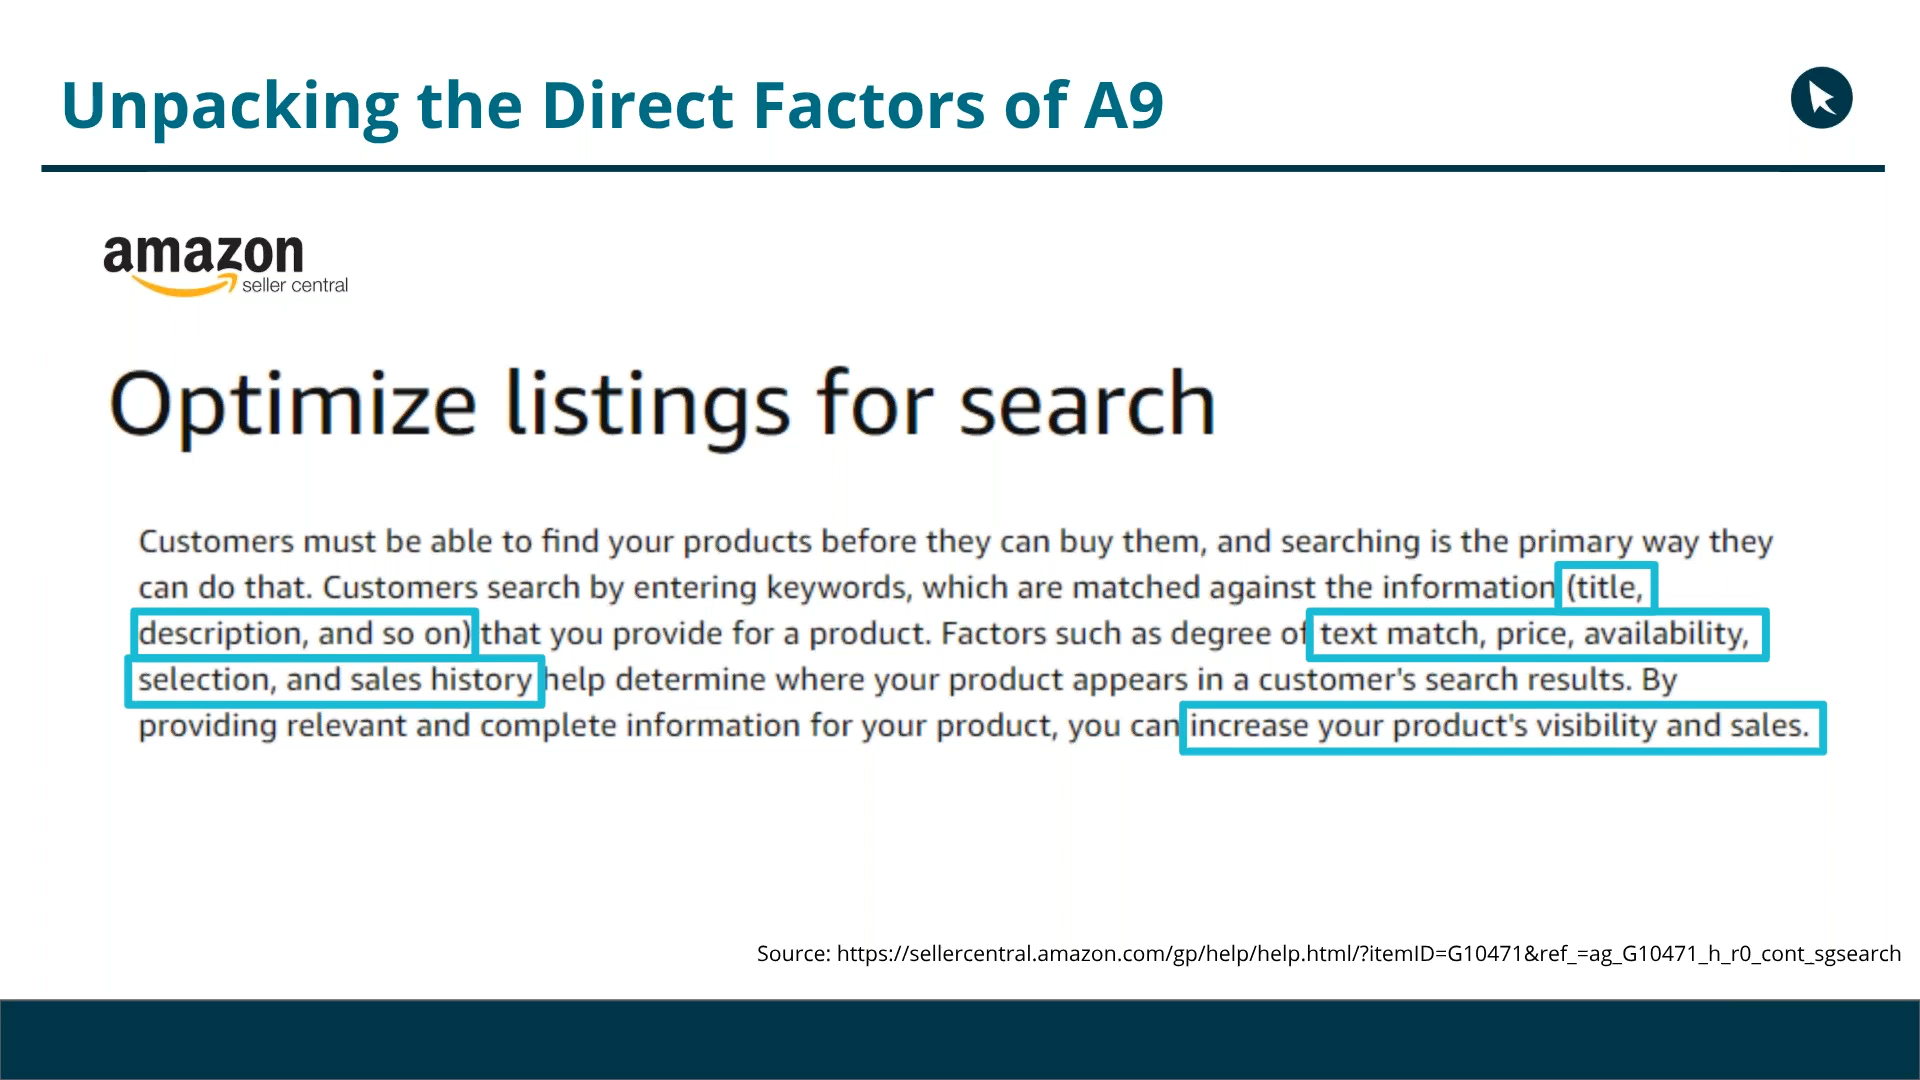 Unpacking the Direct Factors of A9
amazon
seller central
Optimize listings for search
Customers must be able to find your products before they can buy them, and searching is the primary way they
can do that. Customers search by entering keywords, which are matched against the information (title,
description, and so on) that you provide for a product. Factors such as degree of text match, price, availability,
selection, and sales history help determine where your product appears in a customer's search results. By
providing relevant and complete information for your product, you can increase your product's visibility and sales.
Source: https://sellercentral.amazon.com/gp/help/help.html/?itemID=G10471&ref_=ag_G10471_h_r0_cont_sgsearch